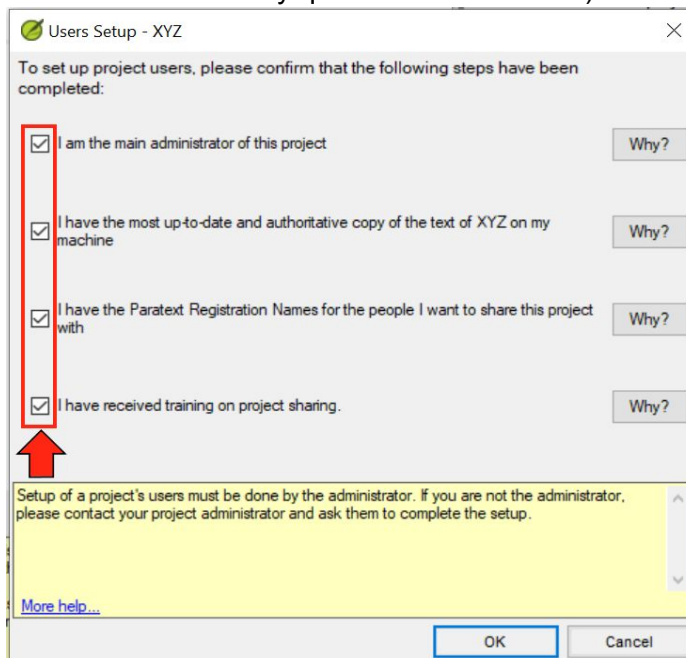 Users Setup - XYZ
To set up project users, please confirm that the following steps have been
completed:
I am the main administrator of this project
Why?
I have the most up-to-date and authoritative copy of the text of XYZ on my
machine
Why?
I have the Paratext Registration Names for the people I want to share this project
with
Why?
I have received training on project sharing.
Why?
Setup of a project's users must be done by the administrator. If you are not the administrator,
please contact your project administrator and ask them to complete the setup.
More help...
OK
Cancel